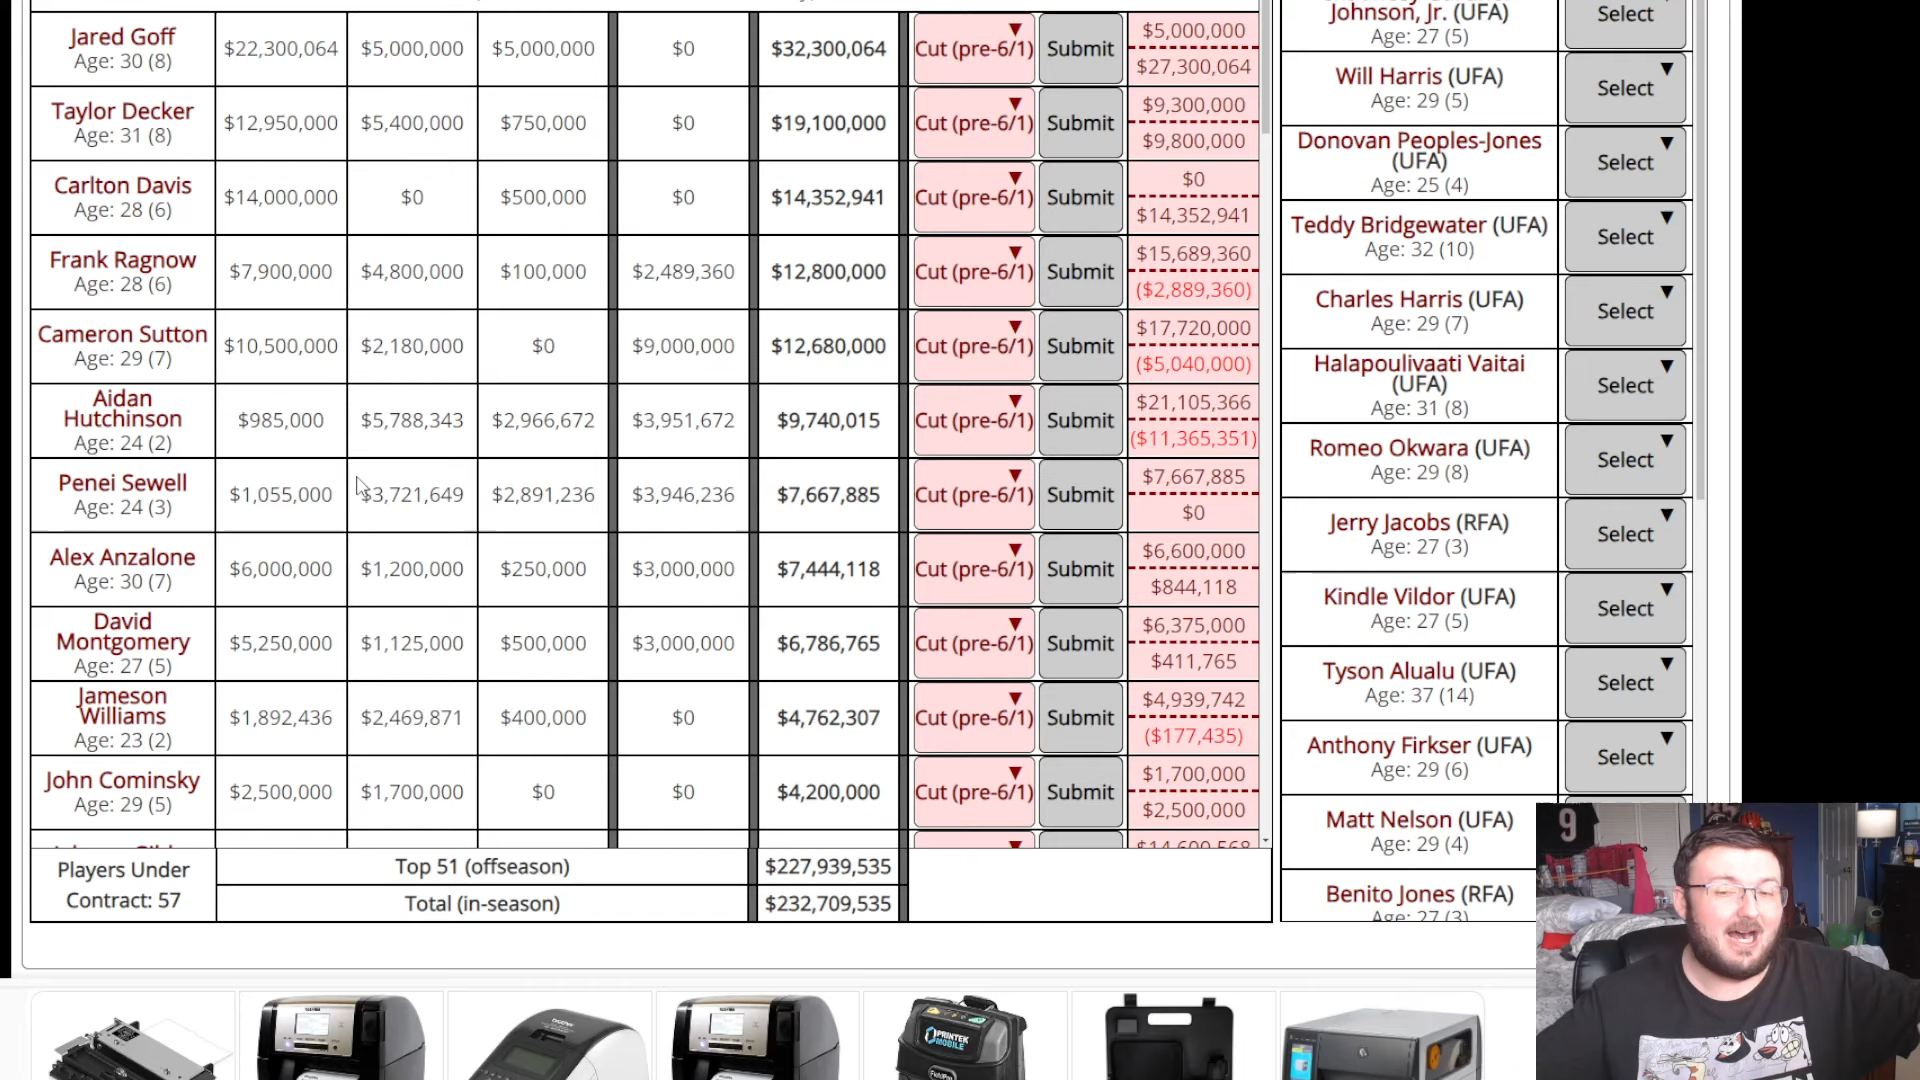 Jared Goff
Age: 30 (8)
$22,300,064 $5,000,000 $5,000,000 $0 $32,300,064 Cut (pre-6/1) Submit
$5,000,000
$27,300,064
Taylor Decker
Age: 31 (8)
$12,950,000 $5,400,000 $750,000 $0 $19,100,000 Cut (pre-6/1) Submit
$9,300,000
$9,800,000
Carlton Davis
Age: 28 (6)
$14,000,000 $0 $500,000 $0 $14,352,941 Cut (pre-6/1) Submit
$0
$14,352,941
Frank Ragnow
Age: 28 (6)
$7,900,000 $4,800,000 $100,000 $2,489,360 $12,800,000 Cut (pre-6/1) Submit
$15,689,360
($2,889,360)
Cameron Sutton
Age: 29 (7)
$10,500,000 $2,180,000 $0 $9,000,000 $12,680,000 Cut (pre-6/1) Submit
$17,720,000
($5,040,000)
Aidan
Hutchinson
Age: 24 (2)
$985,000 $5,788,343 $2,966,672 $3,951,672 $9,740,015 Cut (pre-6/1) Submit
$21,105,366
($11,365,351)
Penei Sewell
Age: 24 (3)
$1,055,000 $3,721,649 $2,891,236 $3,946,236 $7,667,885 Cut (pre-6/1) Submit
$7,667,885
$0
Alex Anzalone
Age: 30 (7)
$6,000,000 $1,200,000 $250,000 $3,000,000 $7,444,118 Cut (pre-6/1) Submit
$6,600,000
$844,118
David
Montgomery
Age: 27 (5)
$5,250,000 $1,125,000 $500,000 $3,000,000 $6,786,765 Cut (pre-6/1) Submit
$6,375,000
$411,765
Jameson
Williams
Age: 23 (2)
$1,892,436 $2,469,871 $400,000 $0 $4,762,307 Cut (pre-6/1) Submit
$4,939,742
($177,435)
John Cominsky
Age: 29 (5)
$2,500,000 $1,700,000 $0 $0 $4,200,000 Cut (pre-6/1) Submit
$1,700,000
$2,500,000
Players Under
Contract: 57
Top 51 (offseason) $227,939,535
Total (in-season) $232,709,535
Johnson, Jr. (UFA)
Age: 27 (5)
Select
Will Harris (UFA)
Age: 29 (5)
Select
Donovan Peoples-Jones
(UFA)
Age: 25 (4)
Select
Teddy Bridgewater (UFA)
Age: 32 (10)
Select
Charles Harris (UFA)
Age: 29 (7)
Select
Halapoulivaati Vaitai
(UFA)
Age: 31 (8)
Select
Romeo Okwara (UFA)
Age: 29 (8)
Select
Jerry Jacobs (RFA)
Age: 27 (3)
Select
Kindle Vildor (UFA)
Age: 27 (5)
Select
Tyson Alualu (UFA)
Age: 37 (14)
Select
Anthony Firkser (UFA)
Age: 29 (6)
Select
Matt Nelson (UFA)
Age: 29 (4)
Benito Jones (RFA)
Age: 27 (3)
9
PRINTEK
MOBILE